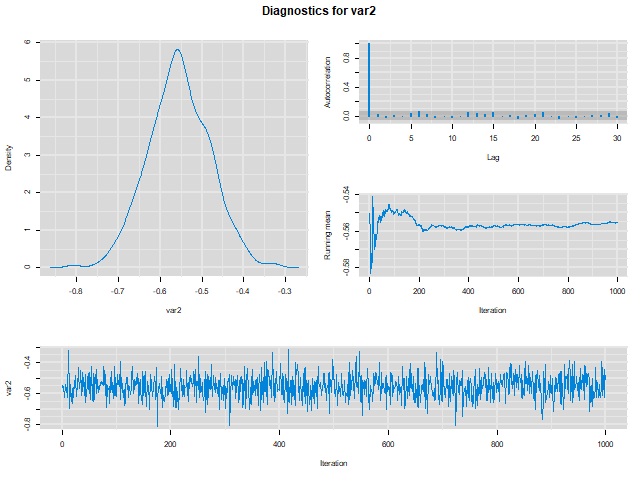 Diagnostics for var2
Density
0 1 2 3 4 5 6
-0.8 -0.7 -0.6 -0.5 -0.4 -0.3
var2
Autocorrelation
0.0 0.4 0.8
0 5 10 15 20 25 30
Lag
Running mean
-0.58 -0.56 -0.54
0 200 400 600 800 1000
Iteration
var2
-0.8 -0.6 -0.4
0 200 400 600 800 1000
Iteration